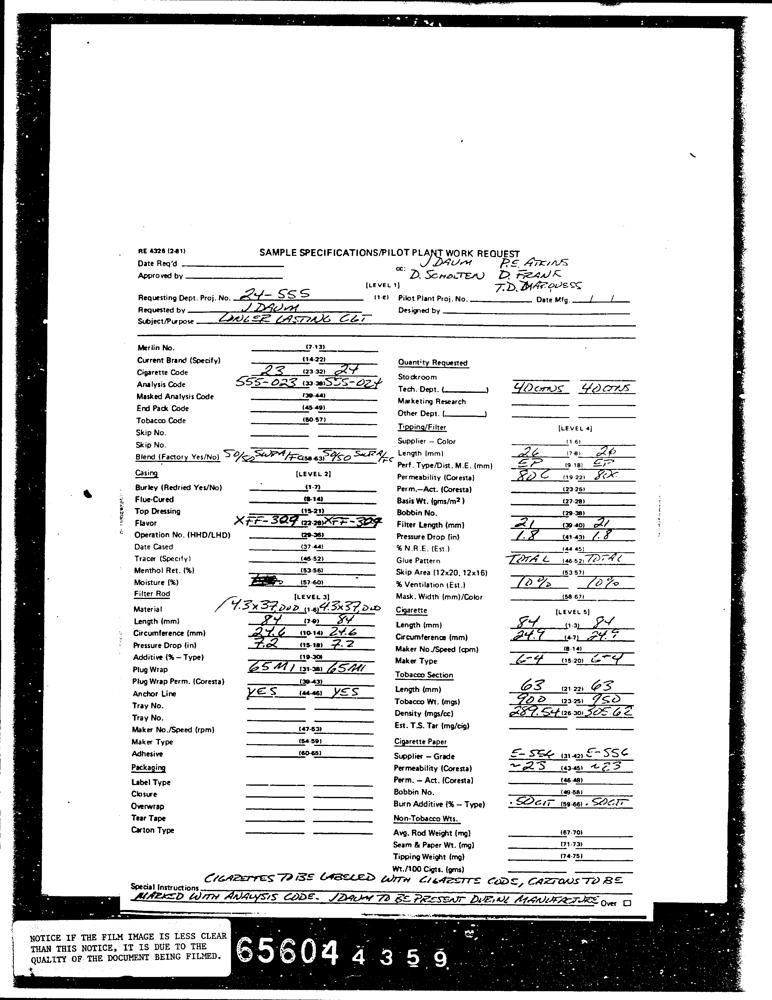 RE 4326 (2-81)
SAMPLE SPECIFICATIONS/PILOT PLANT WORK REQUEST
Date Req'd
cc: J DAUM P.E ATKINS
Approved by
D. SCHOLTEN D. FRANK
[LEVEL 1] T.D. MARQUESS
Requesting Dept. Proj. No. 24-555 (1-6) Pilot Plant Proj. No. Date Mfg. / /
Requested by J DAUM Designed by
Subject/Purpose LONGER LASTING CGT
Merlin No. (7-13)
Current Brand (Specify) (14-22)
Cigarette Code 23 (23-32) 24
Analysis Code 555-023 (33-38) 555-024
Masked Analysis Code (39-44)
End Pack Code (45-49)
Tobacco Code (50-57)
Skip No.
Skip No.
Blend (Factory Yes/No) 50/50 (58-63) 50/50
Casing [LEVEL 2]
Burley (Redried Yes/No) (1-7)
Flue-Cured (8-14)
Top Dressing (15-21)
Flavor XFF-309 (22-28) XFF-309
Operation No. (HHD/LHD) (29-36)
Date Cased (37-44)
Tracer (Specify) (45-52)
Menthol Ret. (%) (53-56)
Moisture (%) (57-60)
Filter Rod [LEVEL 3]
Material 4.3x37,000 (1-6) 4.3x37,000
Length (mm) 84 (7-9) 84
Circumference (mm) 24.6 (10-14) 24.6
Pressure Drop (in) 7.2 (15-18) 7.2
Additive (% – Type) (19-30)
Plug Wrap 65 M1 (31-38) 65 M1
Plug Wrap Perm. (Coresta) (39-43)
Anchor Line YES (44-46) YES
Tray No.
Tray No.
Maker No./Speed (rpm) (47-53)
Maker Type (54-59)
Adhesive (60-65)
Packaging
Label Type
Closure
Overwrap
Tear Tape
Carton Type
Quantity Requested
Stockroom
Tech. Dept. ( ) 40 CTNS 40 CTNS
Marketing Research
Other Dept. ( )
Tipping/Filter [LEVEL 4]
Supplier – Color (1-6)
Length (mm) 26 (7-8) 26
Perf. Type/Dist. M.E. (mm) EP (9-18) EP
Permeability (Coresta) 80C (19-22) 80C
Perm.–Act. (Coresta) (23-26)
Basis Wt. (gms/m²) (27-28)
Bobbin No. (29-38)
Filter Length (mm) 21 (39-40) 21
Pressure Drop (in) 1.8 (41-43) 1.8
% N.R.E. (Est.) (44-45)
Glue Pattern TOTAL (46-52) TOTAL
Skip Area (12x20, 12x16) (53-57)
% Ventilation (Est.) 10% 10%
Mask. Width (mm)/Color (58-67)
Cigarette [LEVEL 5]
Length (mm) 84 (1-3) 84
Circumference (mm) 24.9 (4-7) 24.9
Maker No./Speed (cpm) (8-14)
Maker Type 6-4 (15-20) 6-4
Tobacco Section
Length (mm) 63 (21-22) 63
Tobacco Wt. (mgs) 900 (23-25) 950
Density (mgs/cc) 289.54 (26-30) 305.62
Est. T.S. Tar (mg/cig)
Cigarette Paper
Supplier – Grade E-556 (31-42) E-556
Permeability (Coresta) ~23 (43-45) ~23
Perm. – Act. (Coresta) (46-48)
Bobbin No. (49-58)
Burn Additive (% – Type) .50CIT (59-66) .50CIT
Non-Tobacco Wts.
Avg. Rod Weight (mg) (67-70)
Seam & Paper Wt. (mg) (71-73)
Tipping Weight (mg) (74-75)
Wt./100 Cigts. (gms)
CIGARETTES TO BE LABELED WITH CIGARETTE CODE, CARTONS TO BE
Special Instructions
MARKED WITH ANALYSIS CODE. J DAUM TO BE PRESENT DURING MANUFACTURE Over
NOTICE IF THE FILM IMAGE IS LESS CLEAR
THAN THIS NOTICE, IT IS DUE TO THE
QUALITY OF THE DOCUMENT BEING FILMED.
65604 4359